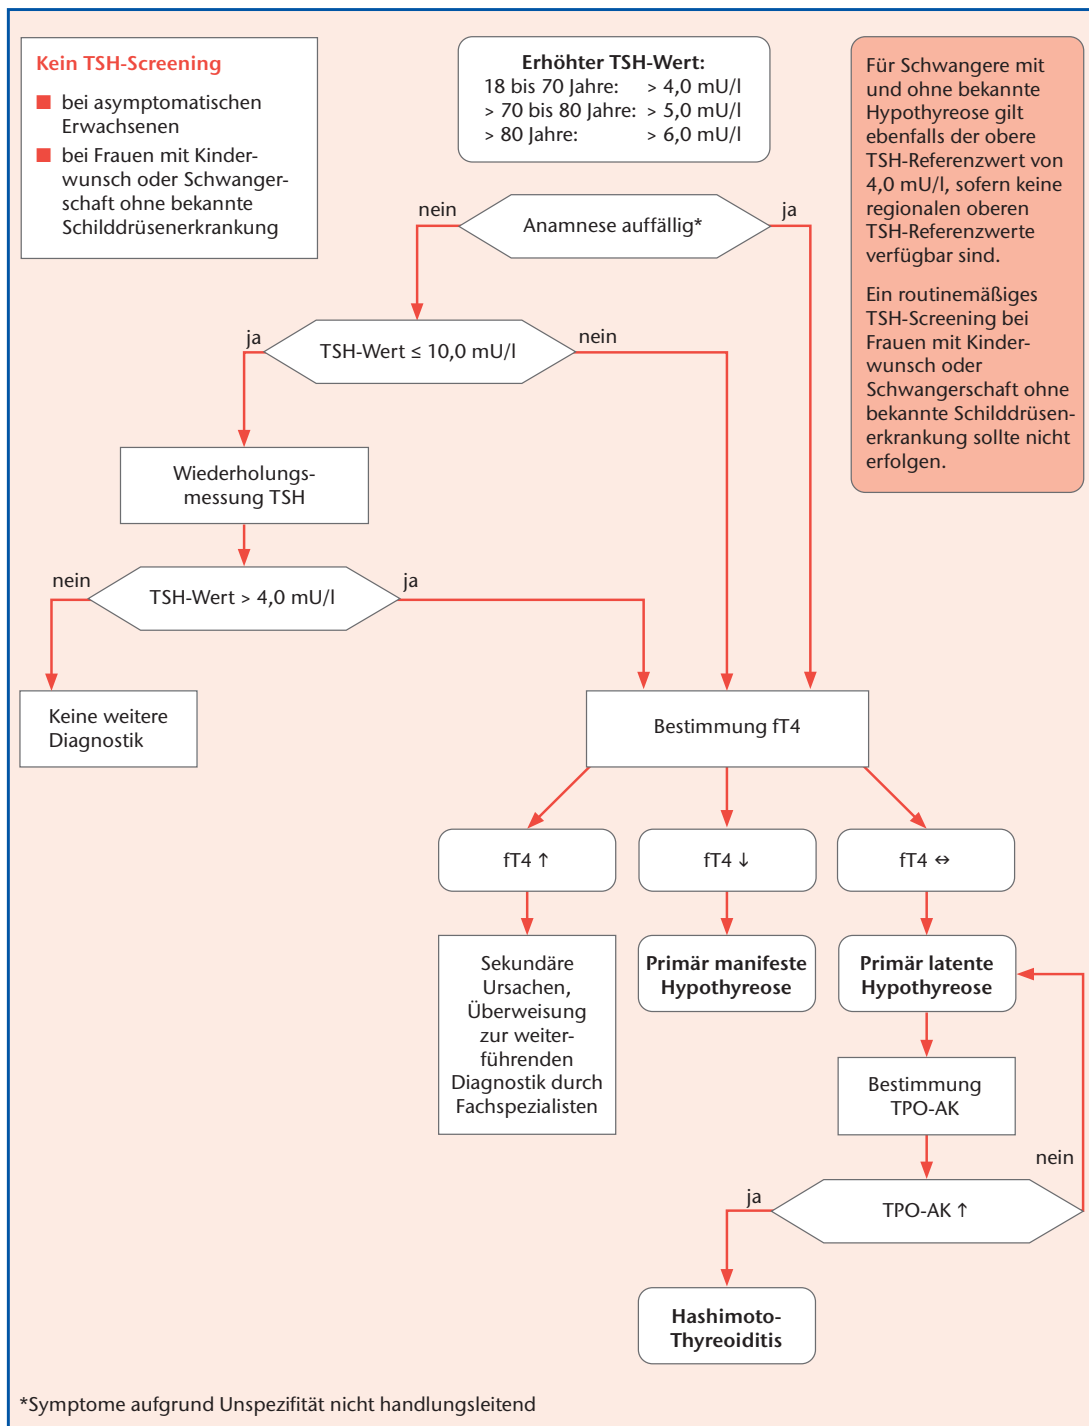 Kein TSH-Screening
bei asymptomatischen
Erwachsenen
bei Frauen mit Kinder-
wunsch oder Schwanger-
schaft ohne bekannte
Schilddrüsenerkrankung
Erhöhter TSH-Wert:
18 bis 70 Jahre: > 4,0 mU/l
> 70 bis 80 Jahre: > 5,0 mU/l
> 80 Jahre: > 6,0 mU/l
Für Schwangere mit
und ohne bekannte
Hypothyreose gilt
ebenfalls der obere
TSH-Referenzwert von
4,0 mU/l, sofern keine
regionalen oberen
TSH-Referenzwerte
verfügbar sind.
Ein routinemäßiges
TSH-Screening bei
Frauen mit Kinder-
wunsch oder
Schwangerschaft ohne
bekannte Schilddrüsen-
erkrankung sollte nicht
erfolgen.
nein
Anamnese auffällig*
ja
ja
TSH-Wert ≤ 10,0 mU/l
nein
Wiederholungs-
messung TSH
nein
TSH-Wert > 4,0 mU/l
ja
Keine weitere
Diagnostik
Bestimmung fT4
fT4 ↑
fT4 ↓
fT4 ↔
Sekundäre
Ursachen,
Überweisung
zur weiter-
führenden
Diagnostik durch
Fachspezialisten
Primär manifeste
Hypothyreose
Primär latente
Hypothyreose
Bestimmung
TPO-AK
nein
ja
TPO-AK ↑
Hashimoto-
Thyreoiditis
*Symptome aufgrund Unspezifität nicht handlungsleitend